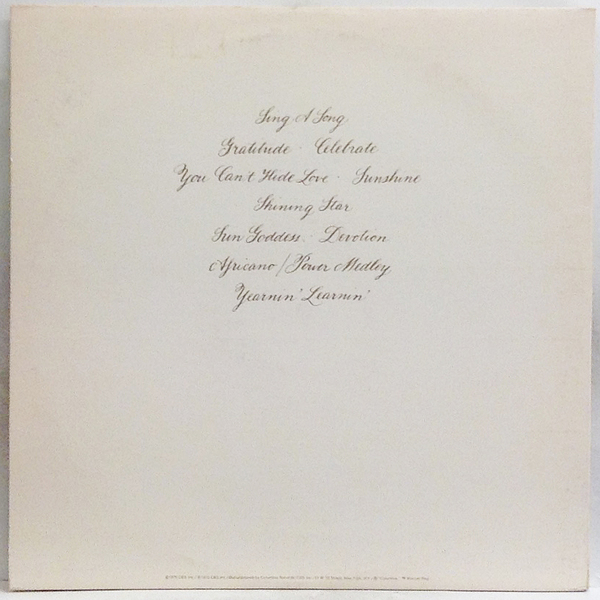 Sing A Song
Gratitude · Celebrate
You Can't Hide Love · Sunshine
Shining Star
Sun Goddess · Devotion
Africano / Power Medley
Yearnin' Learnin'